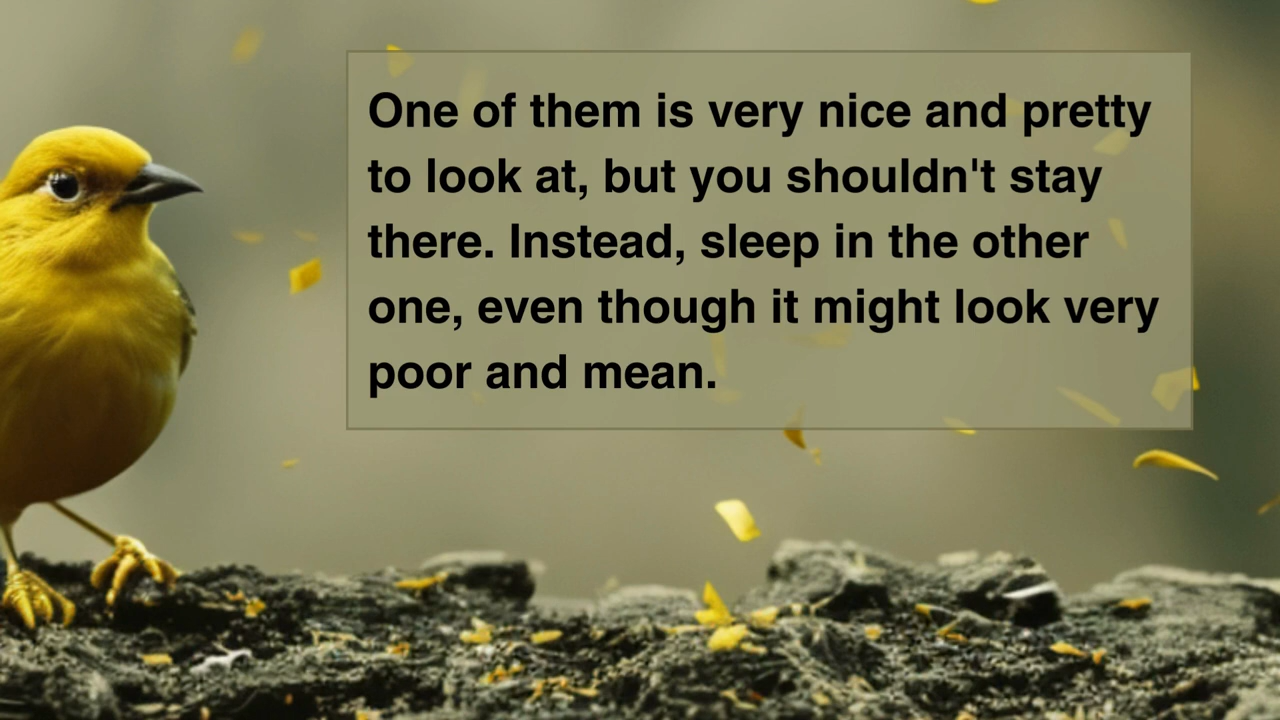 One of them is very nice and pretty
to look at, but you shouldn't stay
there. Instead, sleep in the other
one, even though it might look very
poor and mean.